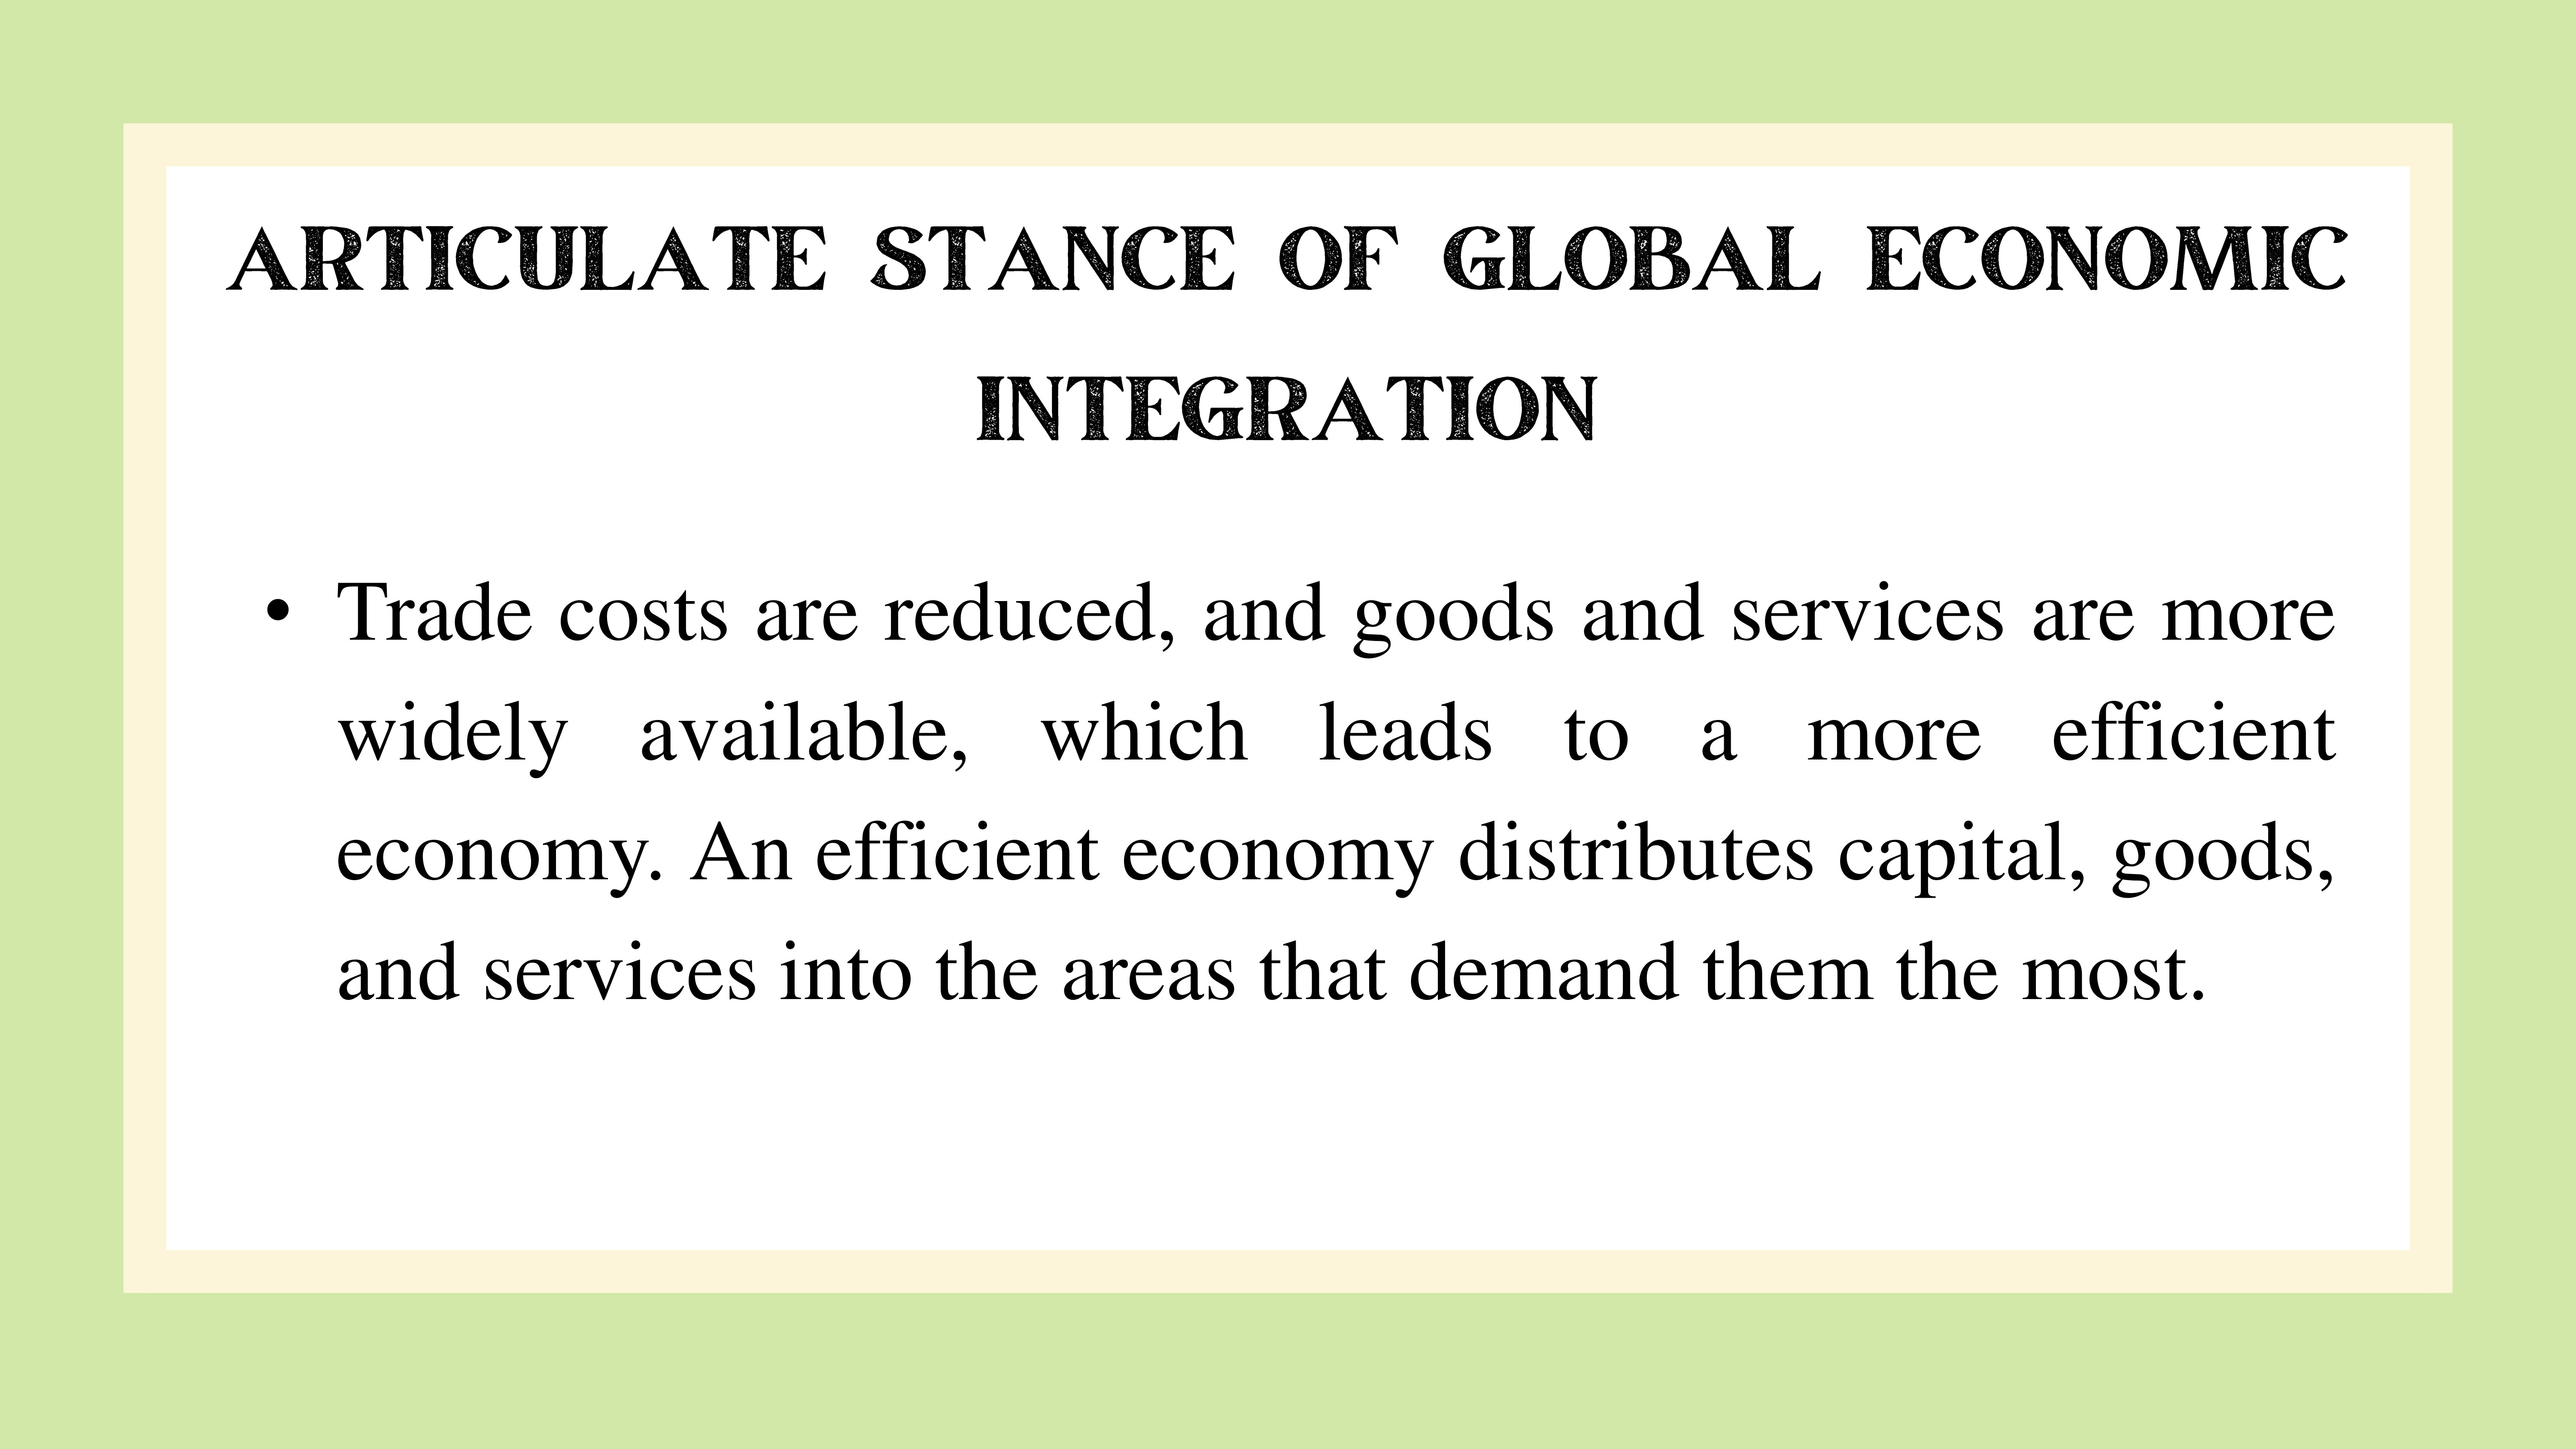 ARTICULATE STANCE OF GLOBAL ECONOMIC
INTEGRATION
• Trade costs are reduced, and goods and services are more
widely available, which leads to a more efficient
economy. An efficient economy distributes capital, goods,
and services into the areas that demand them the most.